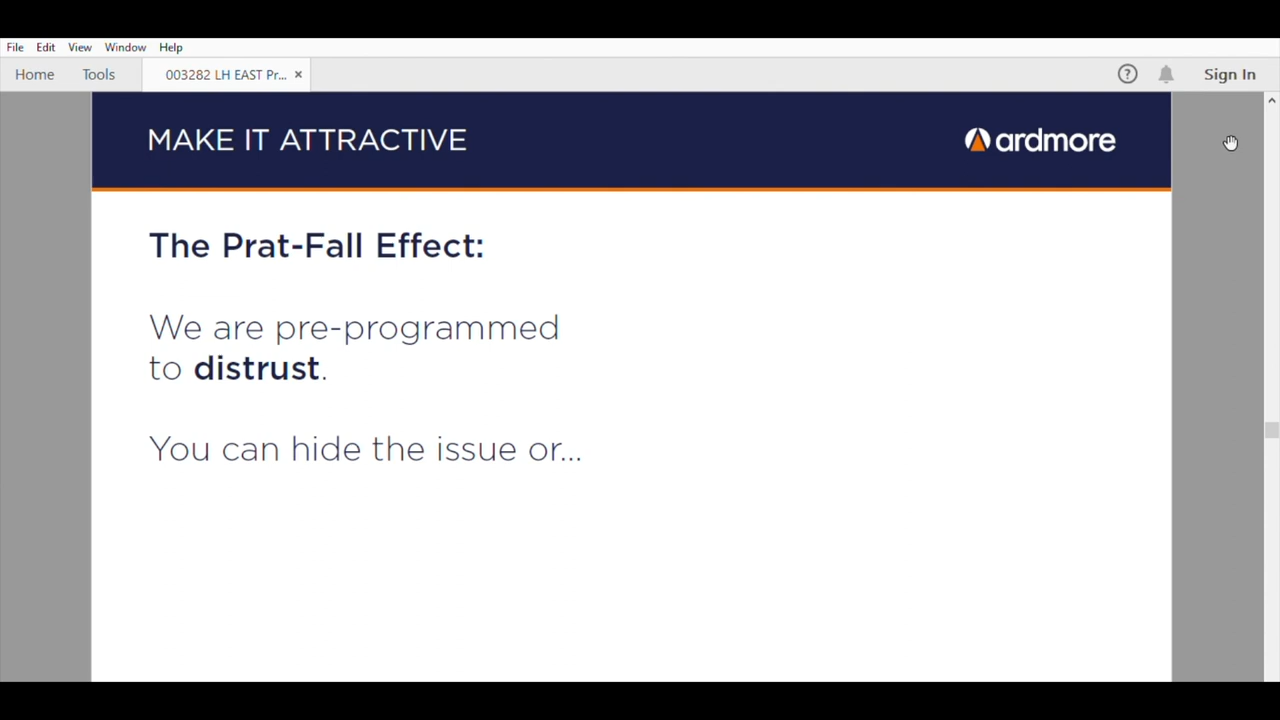 File Edit View Window Help
Home Tools 003282 LH EAST Pr... × ? Sign In
MAKE IT ATTRACTIVE ardmore
The Prat-Fall Effect:
We are pre-programmed
to distrust.
You can hide the issue or...